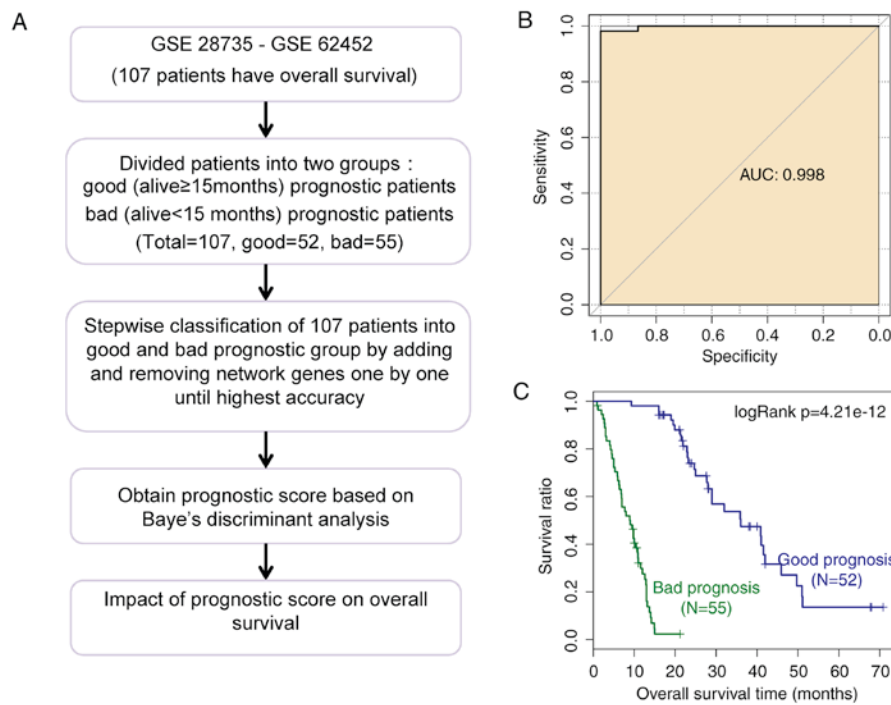 A
GSE 28735 - GSE 62452
(107 patients have overall survival)
Divided patients into two groups :
good (alive≥15months) prognostic patients
bad (alive<15 months) prognostic patients
(Total=107, good=52, bad=55)
Stepwise classification of 107 patients into
good and bad prognostic group by adding
and removing network genes one by one
until highest accuracy
Obtain prognostic score based on
Baye's discriminant analysis
Impact of prognostic score on overall
survival
B
Sensitivity
1.0
0.8
0.6
0.4
0.2
0.0
AUC: 0.998
1.0 0.8 0.6 0.4 0.2 0.0
Specificity
C
Survival ratio
1.0
0.8
0.6
0.4
0.2
0.0
logRank p=4.21e-12
Good prognosis
(N=52)
Bad prognosis
(N=55)
0 10 20 30 40 50 60 70
Overall survival time (months)